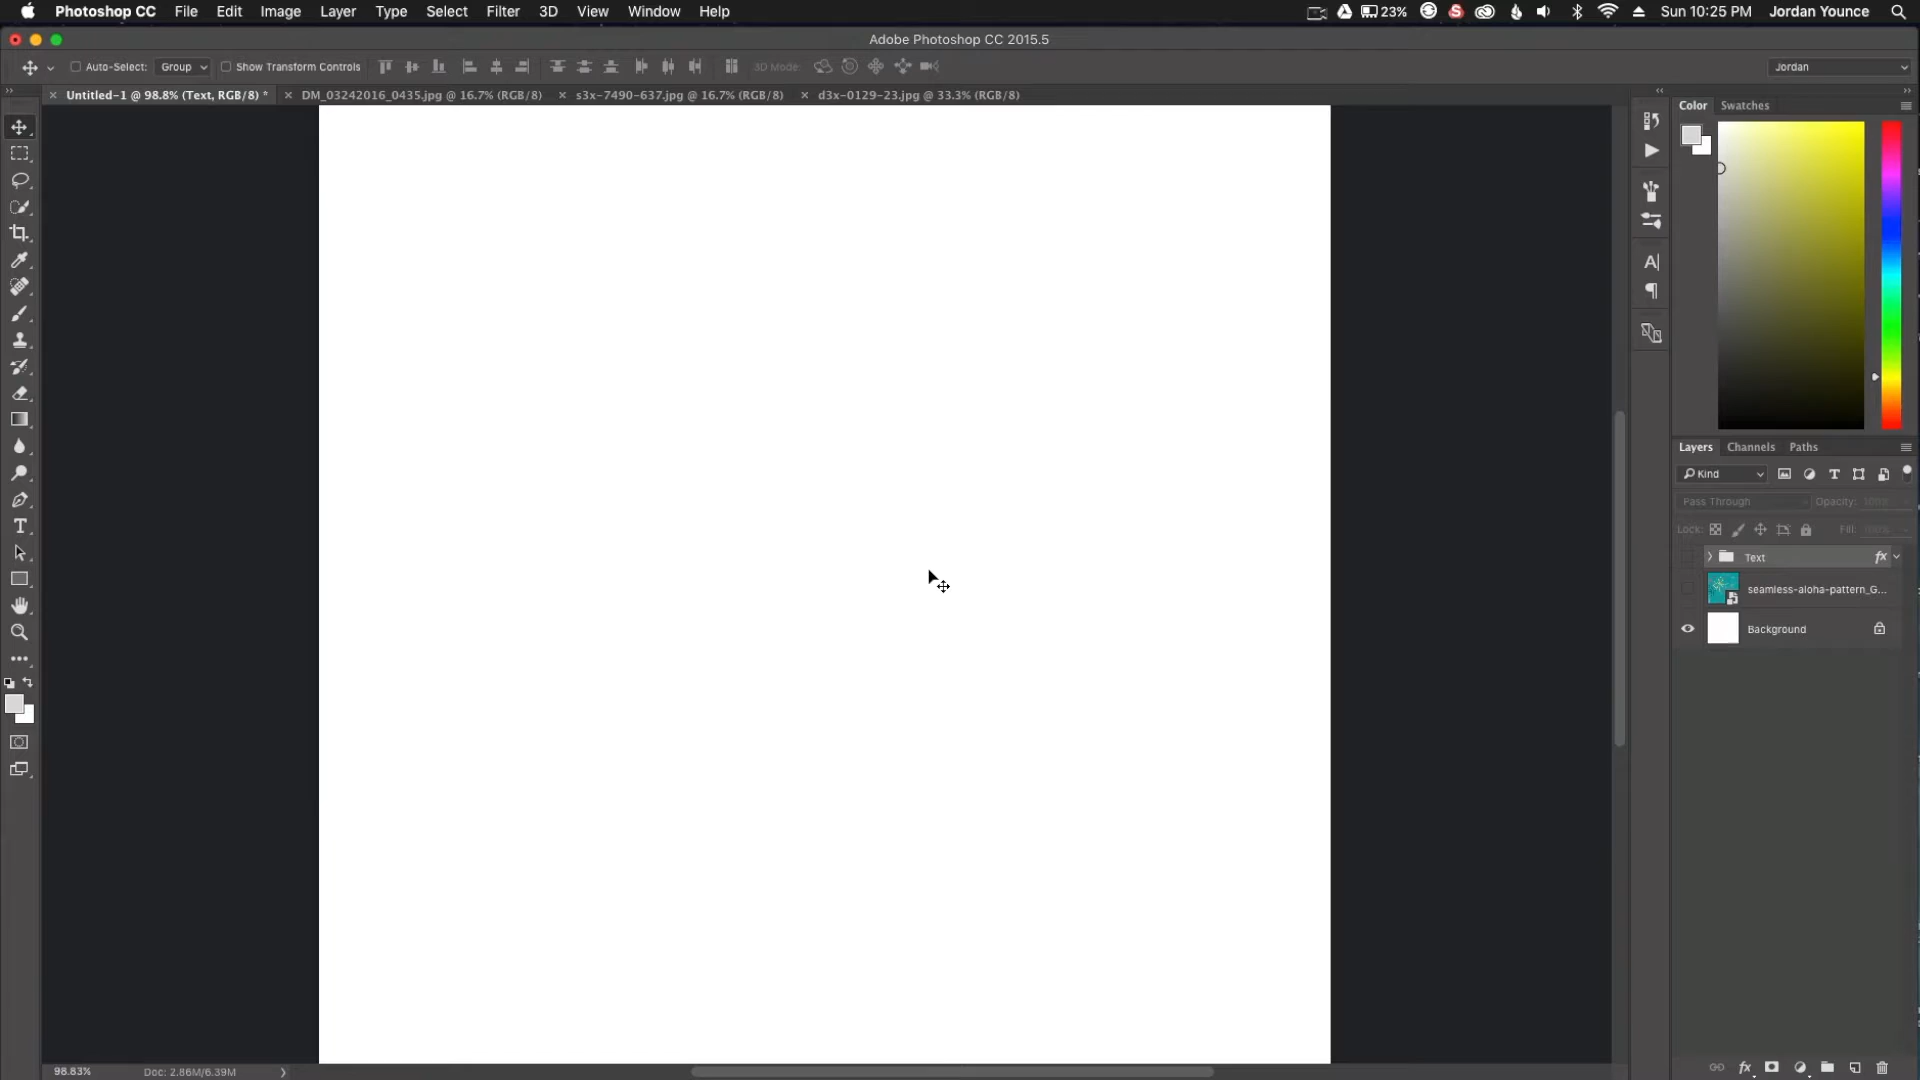 Photoshop CC File Edit Image Layer Type Select Filter 3D View Window Help 23% Sun 10:25 PM Jordan Younce
Adobe Photoshop CC 2015.5
Auto-Select: Group Show Transform Controls 3D Mode: Jordan
Untitled-1 @ 98.8% (Text, RGB/8) * DM_03242016_0435.jpg @ 16.7% (RGB/8) s3x-7490-637.jpg @ 16.7% (RGB/8) d3x-0129-23.jpg @ 33.3% (RGB/8)
Color Swatches
Layers Channels Paths
Kind
Pass Through Opacity: 100%
Lock: Fill:
Text fx
seamless-aloha-pattern_G...
Background
98.83% Doc: 2.86M/6.39M
fx